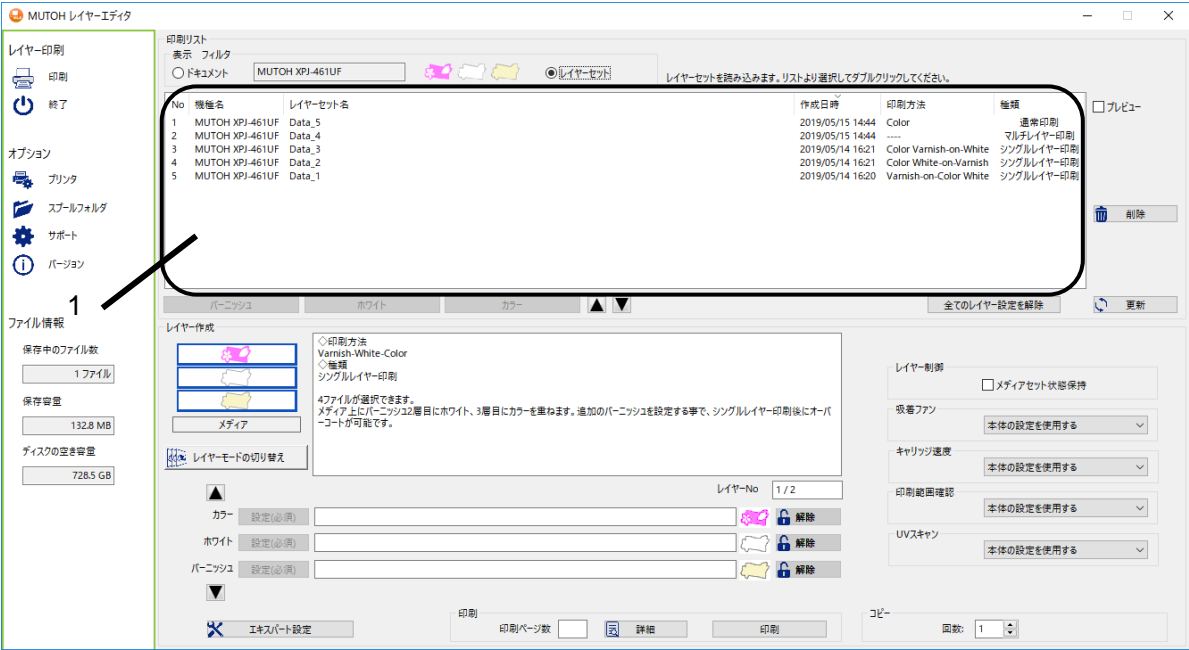 MUTOH レイヤーエディタ
レイヤー印刷
印刷
終了
オプション
プリンタ
スプールフォルダ
サポート
バージョン
1
ファイル情報
保存中のファイル数
1 ファイル
保存容量
132.8 MB
ディスクの空き容量
728.5 GB
印刷リスト
表示 フィルタ
ドキュメント MUTOH XPJ-461UF レイヤーセット レイヤーセットを読み込みます。リストより選択してダブルクリックしてください。
No 機種名 レイヤーセット名 作成日時 印刷方法 種類
1 MUTOH XPJ-461UF Data_5 2019/05/15 14:44 Color 通常印刷
2 MUTOH XPJ-461UF Data_4 2019/05/15 14:44 ---- マルチレイヤー印刷
3 MUTOH XPJ-461UF Data_3 2019/05/14 16:21 Color Varnish-on-White シングルレイヤー印刷
4 MUTOH XPJ-461UF Data_2 2019/05/14 16:21 Color White-on-Varnish シングルレイヤー印刷
5 MUTOH XPJ-461UF Data_1 2019/05/14 16:20 Varnish-on-Color White シングルレイヤー印刷
プレビュー
削除
バーニッシュ ホワイト カラー ▲ ▼ 全てのレイヤー設定を解除 更新
レイヤー作成
メディア
レイヤーモードの切り替え
◇印刷方法
Varnish-White-Color
◇種類
シングルレイヤー印刷
4ファイルが選択できます。
メディア上にバーニッシュ2層目にホワイト、3層目にカラーを重ねます。追加のバーニッシュを設定する事で、シングルレイヤー印刷後にオーバ
ーコートが可能です。
レイヤーNo 1 / 2
▲
カラー 設定(必須) 解除
ホワイト 設定(必須) 解除
バーニッシュ 設定(必須) 解除
▼
エキスパート設定
印刷
印刷ページ数 詳細 印刷
レイヤー制御
メディアセット状態保持
吸着ファン
本体の設定を使用する
キャリッジ速度
本体の設定を使用する
印刷範囲確認
本体の設定を使用する
UVスキャン
本体の設定を使用する
コピー
回数: 1